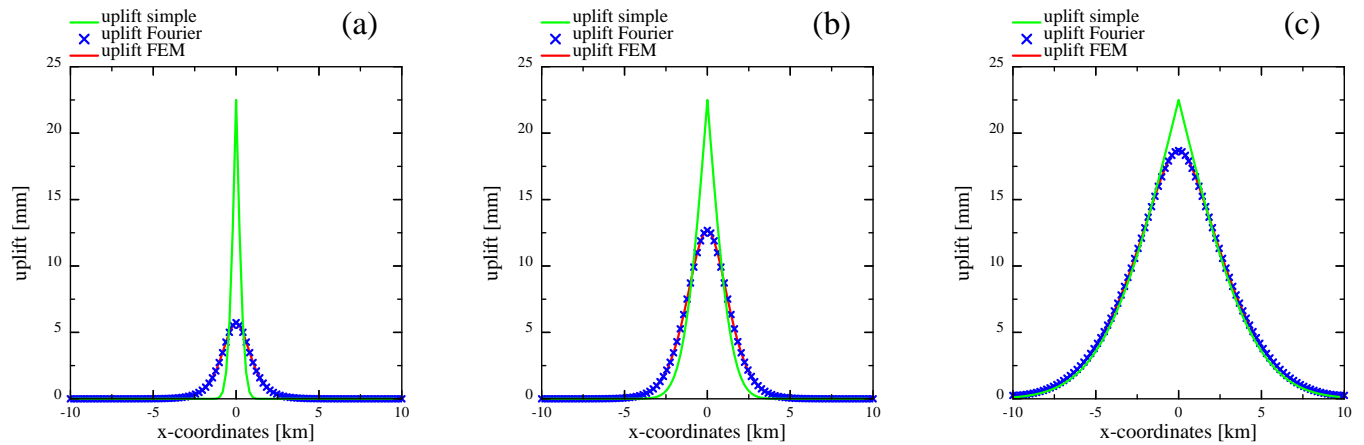 uplift simple
uplift Fourier
uplift FEM
(a)
25
20
15
10
5
0
uplift [mm]
-10 -5 0 5 10
x-coordinates [km]
uplift simple
uplift Fourier
uplift FEM
(b)
25
20
15
10
5
0
uplift [mm]
-10 -5 0 5 10
x-coordinates [km]
uplift simple
uplift Fourier
uplift FEM
(c)
25
20
15
10
5
0
uplift [mm]
-10 -5 0 5 10
x-coordinates [km]